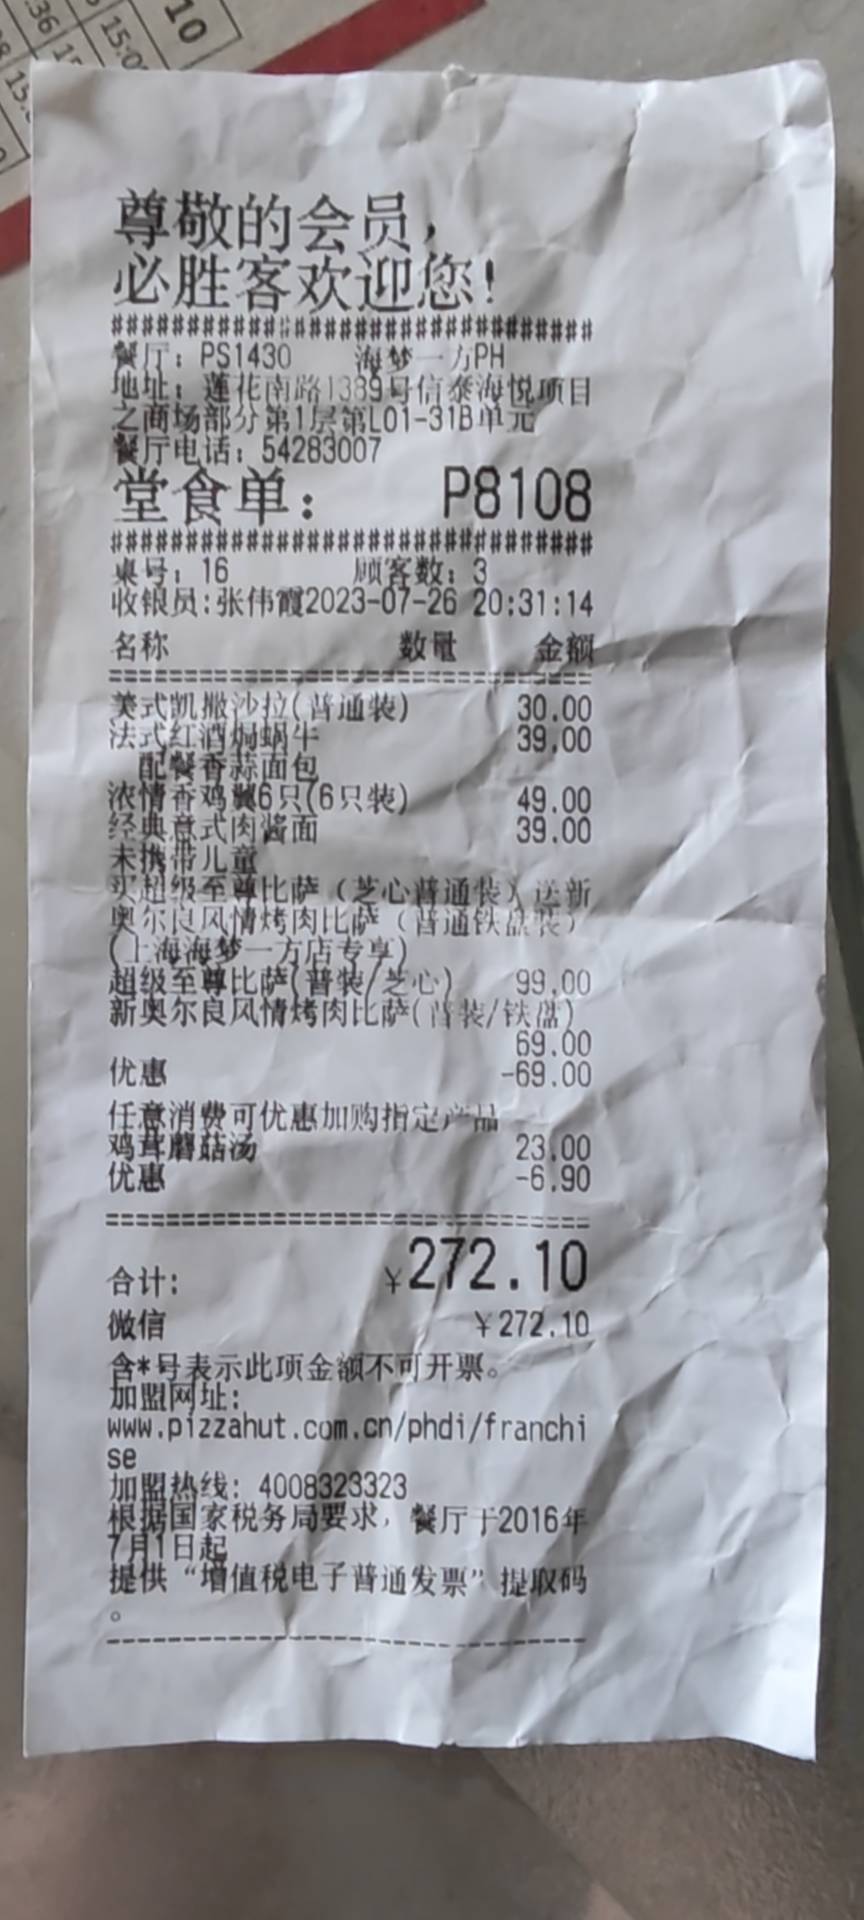 10
15:0
.36
尊敬的会员，
必胜客欢迎您!
################################
餐厅: PS1430 海梦一方PH
地址: 莲花南路1389号信泰海悦项目
之商场部分第1层第L01-31B单元
餐厅电话: 54283007
堂食单: P8108
################################
桌号: 16 顾客数: 3
收银员:张伟霞2023-07-26 20:31:14
名称 数量 金额
================================
美式凯撒沙拉(普通装) 30.00
法式红酒焗蜗牛 39.00
配餐香蒜面包
浓情香鸡翼6只(6只装) 49.00
经典意式肉酱面 39.00
未携带儿童
买超级至尊比萨（芝心普通装）送新
奥尔良风情烤肉比萨（普通铁盘装）
(上海海梦一方店专享)
超级至尊比萨(普装/芝心) 99.00
新奥尔良风情烤肉比萨(普装/铁盘)
69.00
优惠 -69.00
任意消费可优惠加购指定产品
鸡茸蘑菇汤 23.00
优惠 -6.90
================================
合计: ¥272.10
微信 ¥272.10
含*号表示此项金额不可开票。
加盟网址:
www.pizzahut.com.cn/phdi/franchi
se
加盟热线: 4008323323
根据国家税务局要求，餐厅于2016年
7月1日起
提供“增值税电子普通发票”提取码
。
--------------------------------